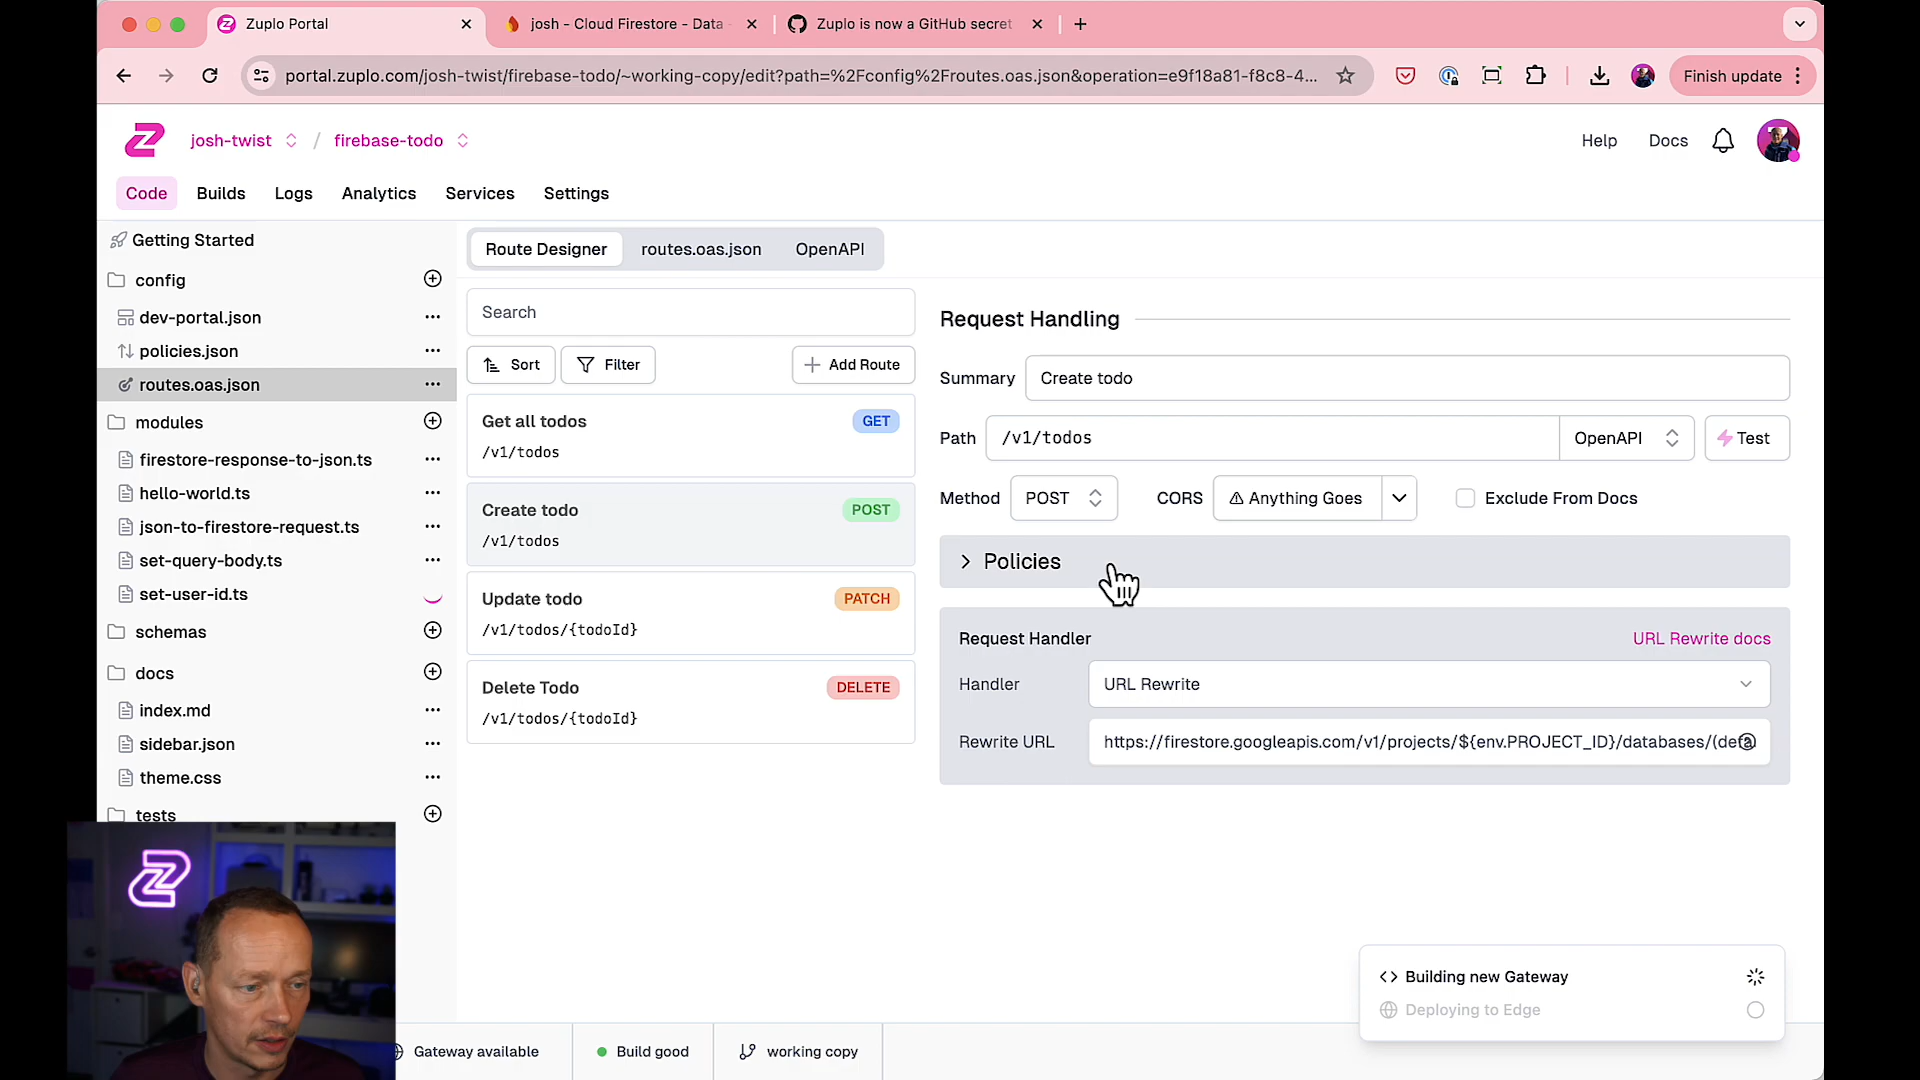 Zuplo Portal
josh - Cloud Firestore - Data
Zuplo is now a GitHub secret
portal.zuplo.com/josh-twist/firebase-todo/~working-copy/edit?path=%2Fconfig%2Froutes.oas.json&operation=e9f18a81-f8c8-4...
Finish update
josh-twist / firebase-todo
Help
Docs
Code
Builds
Logs
Analytics
Services
Settings
Getting Started
config
dev-portal.json
policies.json
routes.oas.json
modules
firestore-response-to-json.ts
hello-world.ts
json-to-firestore-request.ts
set-query-body.ts
set-user-id.ts
schemas
docs
index.md
sidebar.json
theme.css
tests
Route Designer
routes.oas.json
OpenAPI
Search
Sort
Filter
Add Route
Get all todos GET
/v1/todos
Create todo POST
/v1/todos
Update todo PATCH
/v1/todos/{todoId}
Delete Todo DELETE
/v1/todos/{todoId}
Request Handling
Summary Create todo
Path /v1/todos OpenAPI Test
Method POST CORS Anything Goes Exclude From Docs
Policies
Request Handler URL Rewrite docs
Handler URL Rewrite
Rewrite URL https://firestore.googleapis.com/v1/projects/${env.PROJECT_ID}/databases/(defa
Building new Gateway
Deploying to Edge
Gateway available
Build good
working copy